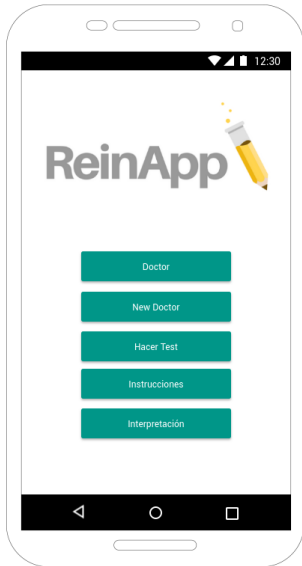 12:30
ReinApp
Doctor
New Doctor
Hacer Test
Instrucciones
Interpretación